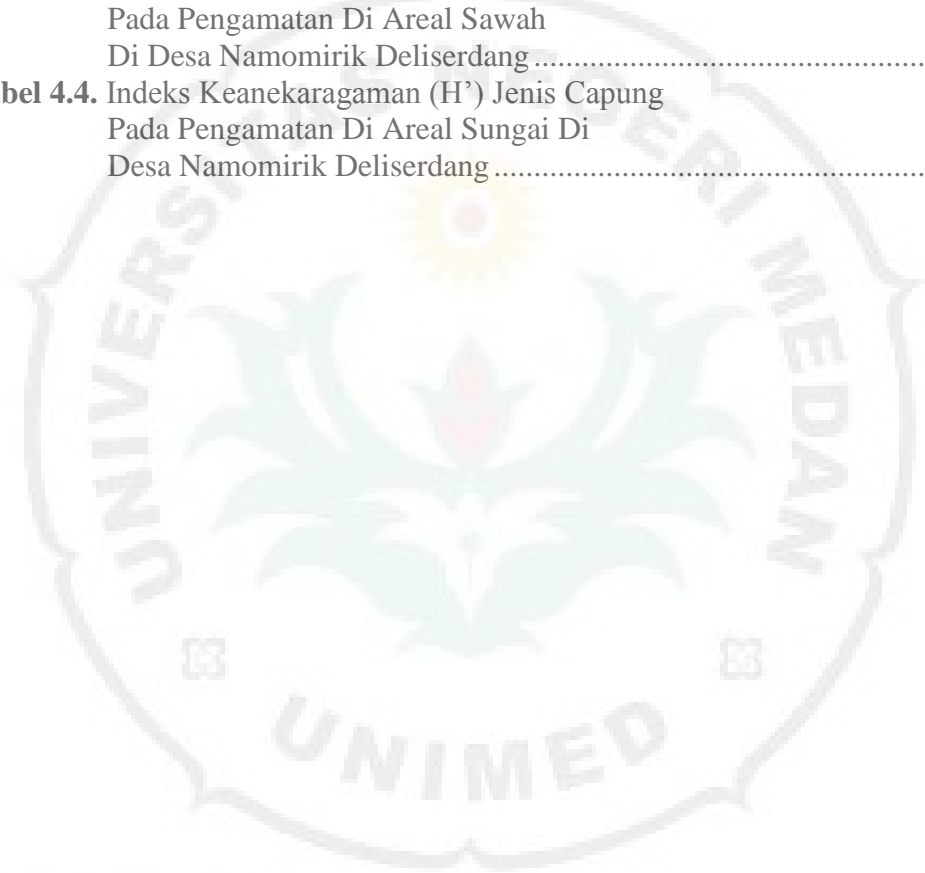 Pada Pengamatan Di Areal Sawah
Di Desa Namomirik Deliserdang ................................................
bel 4.4. Indeks Keanekaragaman (H’) Jenis Capung
Pada Pengamatan Di Areal Sungai Di
Desa Namomirik Deliserdang .....................................................
UNIVERSITAS NEGERI MEDAN
UNIMED